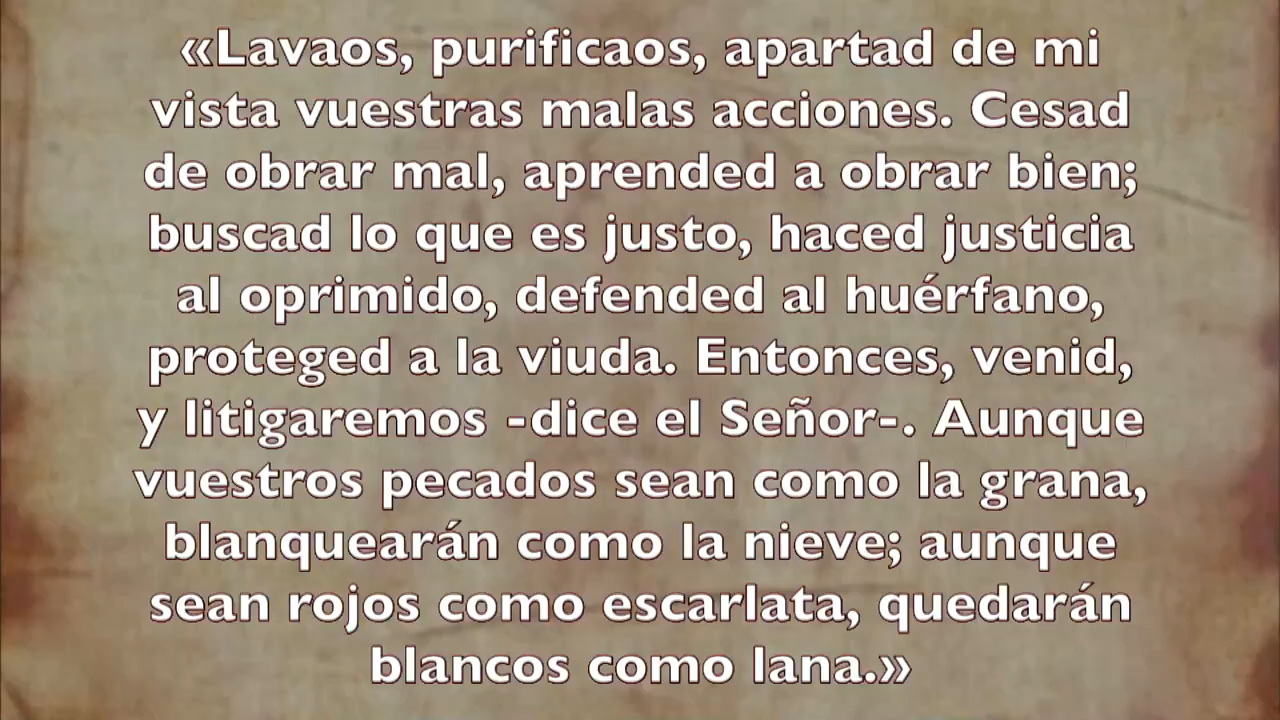 «Lavaos, purificaos, apartad de mi
vista vuestras malas acciones. Cesad
de obrar mal, aprended a obrar bien;
buscad lo que es justo, haced justicia
al oprimido, defended al huérfano,
proteged a la viuda. Entonces, venid,
y litigaremos -dice el Señor-. Aunque
vuestros pecados sean como la grana,
blanquearán como la nieve; aunque
sean rojos como escarlata, quedarán
blancos como lana.»